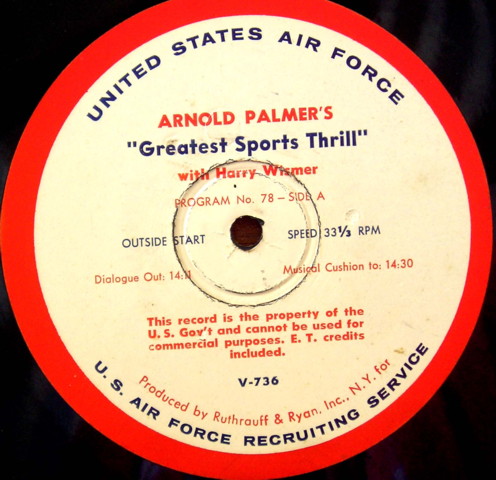 UNITED STATES AIR FORCE
ARNOLD PALMER'S
"Greatest Sports Thrill"
with Harry Wismer
PROGRAM No. 78 – SIDE A
OUTSIDE START
SPEED 33⅓ RPM
Dialogue Out: 14:11
Musical Cushion to: 14:30
This record is the property of the
U. S. Gov't and cannot be used for
commercial purposes. E. T. credits
included.
V-736
Produced by Ruthrauff & Ryan, Inc., N.Y. for
U. S. AIR FORCE RECRUITING SERVICE